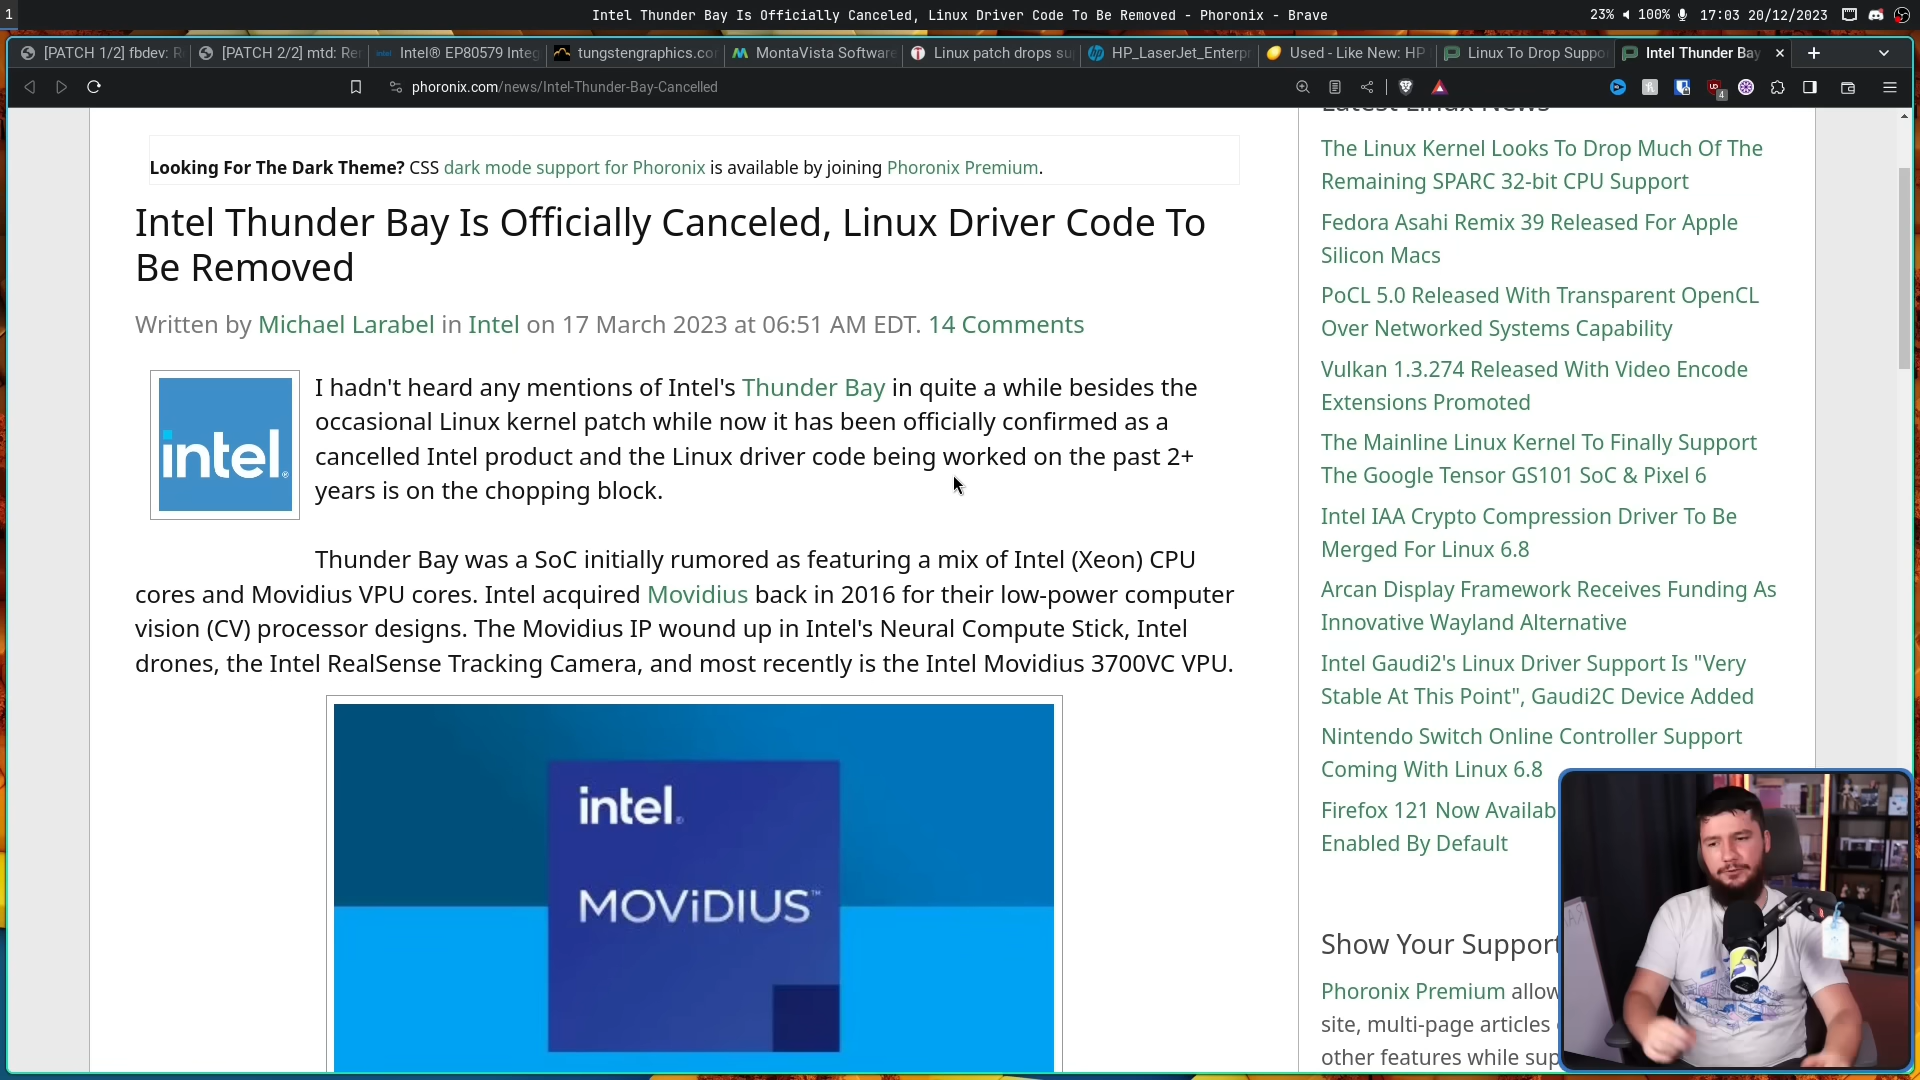 1
Intel Thunder Bay Is Officially Canceled, Linux Driver Code To Be Removed - Phoronix - Brave
23% 100% 17:03 20/12/2023
[PATCH 1/2] fbdev: R
[PATCH 2/2] mtd: Re
Intel® EP80579 Integ
tungstengraphics.co
MontaVista Software
Linux patch drops su
HP_LaserJet_Enterpr
Used - Like New: HP
Linux To Drop Suppo
Intel Thunder Bay
phoronix.com/news/Intel-Thunder-Bay-Cancelled
4
Looking For The Dark Theme? CSS dark mode support for Phoronix is available by joining Phoronix Premium.
Intel Thunder Bay Is Officially Canceled, Linux Driver Code To
Be Removed
Written by Michael Larabel in Intel on 17 March 2023 at 06:51 AM EDT. 14 Comments
intel
I hadn't heard any mentions of Intel's Thunder Bay in quite a while besides the
occasional Linux kernel patch while now it has been officially confirmed as a
cancelled Intel product and the Linux driver code being worked on the past 2+
years is on the chopping block.
Thunder Bay was a SoC initially rumored as featuring a mix of Intel (Xeon) CPU
cores and Movidius VPU cores. Intel acquired Movidius back in 2016 for their low-power computer
vision (CV) processor designs. The Movidius IP wound up in Intel's Neural Compute Stick, Intel
drones, the Intel RealSense Tracking Camera, and most recently is the Intel Movidius 3700VC VPU.
intel
MOViDIUS™
Latest Linux News
The Linux Kernel Looks To Drop Much Of The
Remaining SPARC 32-bit CPU Support
Fedora Asahi Remix 39 Released For Apple
Silicon Macs
PoCL 5.0 Released With Transparent OpenCL
Over Networked Systems Capability
Vulkan 1.3.274 Released With Video Encode
Extensions Promoted
The Mainline Linux Kernel To Finally Support
The Google Tensor GS101 SoC & Pixel 6
Intel IAA Crypto Compression Driver To Be
Merged For Linux 6.8
Arcan Display Framework Receives Funding As
Innovative Wayland Alternative
Intel Gaudi2's Linux Driver Support Is "Very
Stable At This Point", Gaudi2C Device Added
Nintendo Switch Online Controller Support
Coming With Linux 6.8
Firefox 121 Now Availab
Enabled By Default
Show Your Support
Phoronix Premium allow
site, multi-page articles
other features while sup